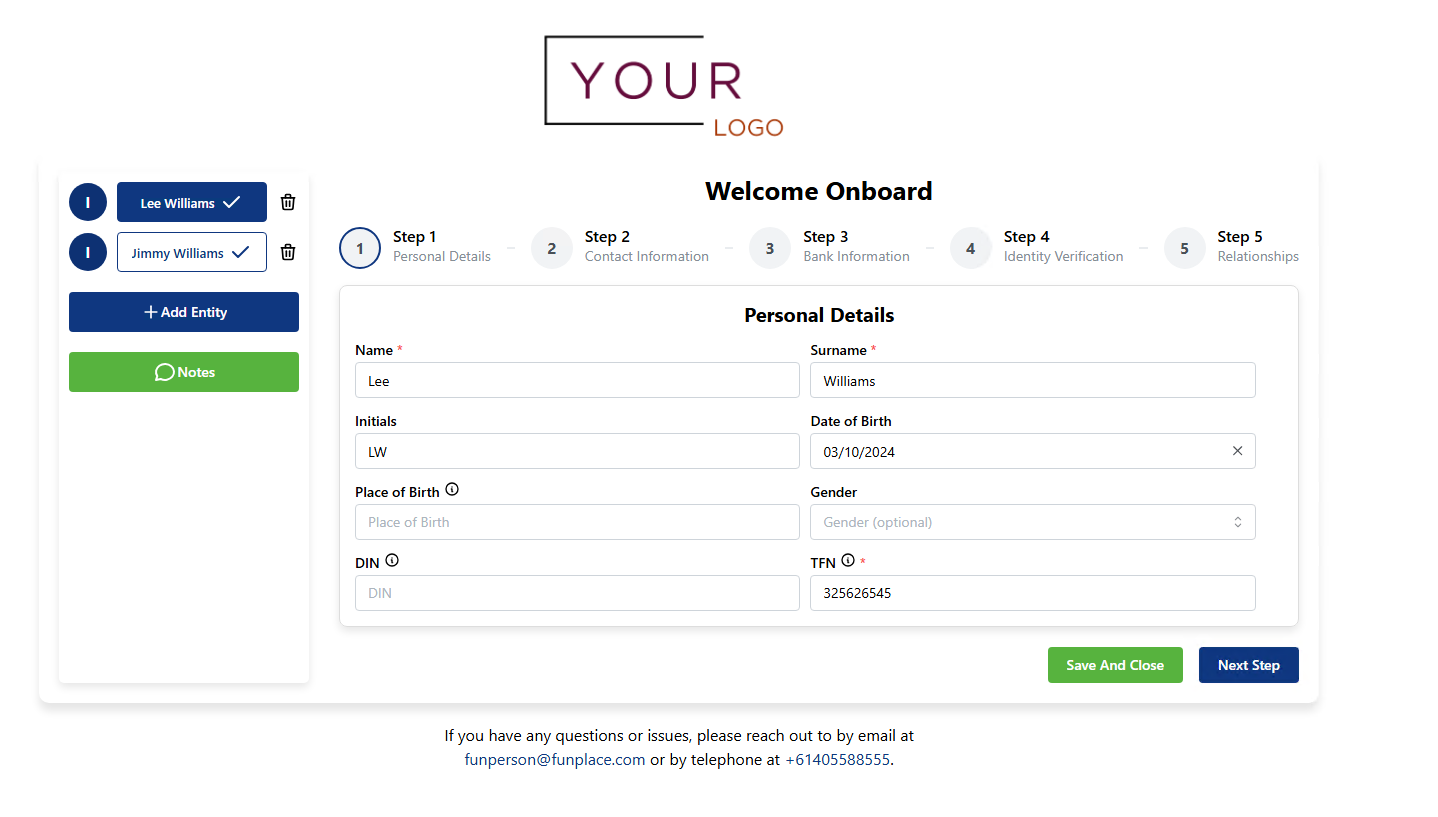 YOUR
LOGO
I
Lee Williams
I
Jimmy Williams
Add Entity
Notes
Welcome Onboard
1
Step 1
Personal Details
2
Step 2
Contact Information
3
Step 3
Bank Information
4
Step 4
Identity Verification
5
Step 5
Relationships
Personal Details
Name *
Surname *
Lee
Williams
Initials
Date of Birth
LW
03/10/2024
Place of Birth
Gender
Place of Birth
Gender (optional)
DIN
TFN *
DIN
325626545
Save And Close
Next Step
If you have any questions or issues, please reach out to by email at
funperson@funplace.com or by telephone at +61405588555.